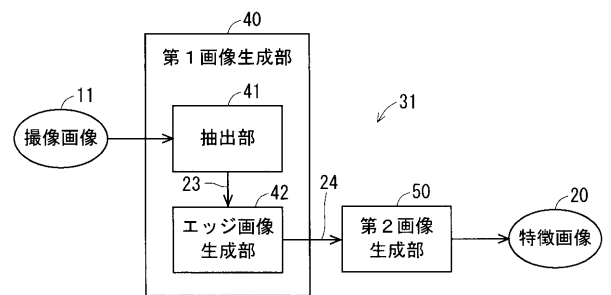 40
第1画像生成部
11
撮像画像
41
抽出部
31
23
42
エッジ画像
生成部
24
50
第2画像
生成部
20
特徴画像